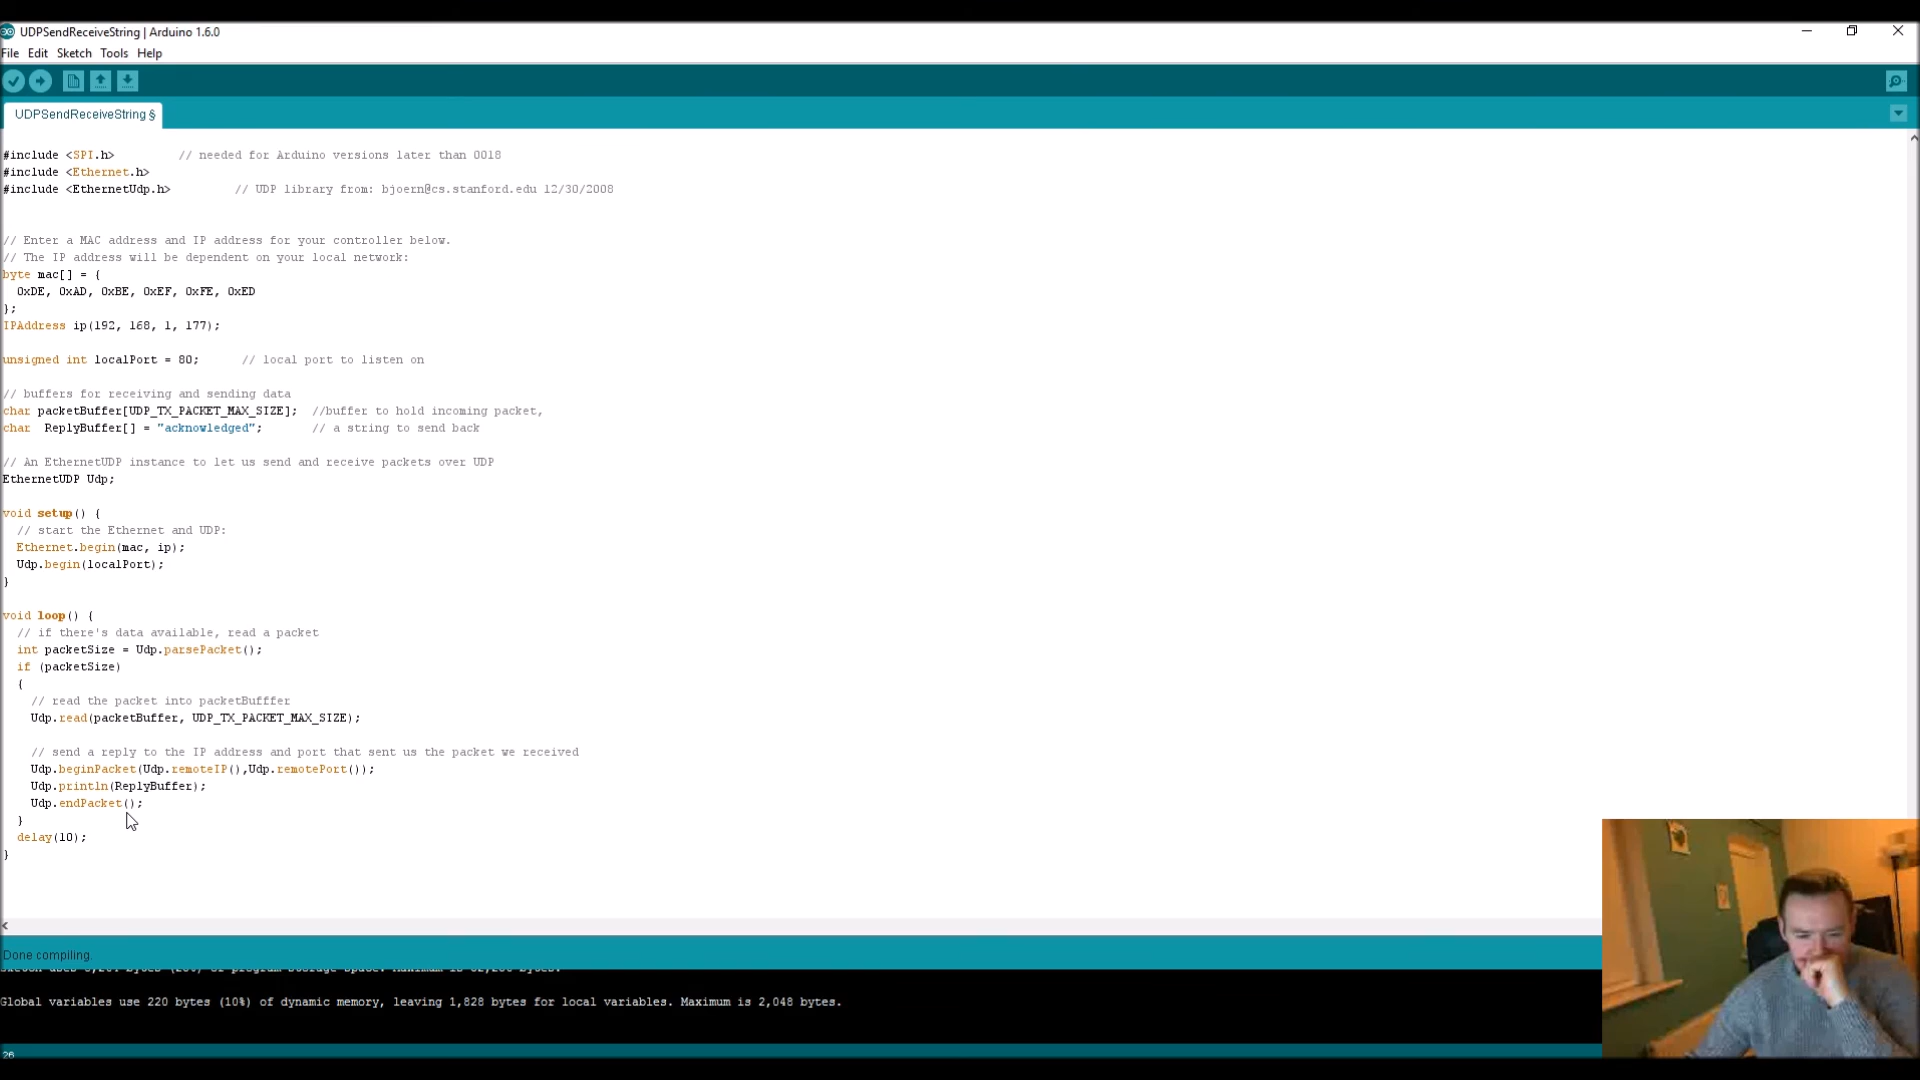 UDPSendReceiveString | Arduino 1.6.0
File Edit Sketch Tools Help
UDPSendReceiveString §
#include <SPI.h> // needed for Arduino versions later than 0018
#include <Ethernet.h>
#include <EthernetUdp.h> // UDP library from: bjoern@cs.stanford.edu 12/30/2008
// Enter a MAC address and IP address for your controller below.
// The IP address will be dependent on your local network:
byte mac[] = {
0xDE, 0xAD, 0xBE, 0xEF, 0xFE, 0xED
};
IPAddress ip(192, 168, 1, 177);
unsigned int localPort = 80; // local port to listen on
// buffers for receiving and sending data
char packetBuffer[UDP_TX_PACKET_MAX_SIZE]; //buffer to hold incoming packet,
char ReplyBuffer[] = "acknowledged"; // a string to send back
// An EthernetUDP instance to let us send and receive packets over UDP
EthernetUDP Udp;
void setup() {
// start the Ethernet and UDP:
Ethernet.begin(mac, ip);
Udp.begin(localPort);
}
void loop() {
// if there's data available, read a packet
int packetSize = Udp.parsePacket();
if (packetSize)
{
// read the packet into packetBufffer
Udp.read(packetBuffer, UDP_TX_PACKET_MAX_SIZE);
// send a reply to the IP address and port that sent us the packet we received
Udp.beginPacket(Udp.remoteIP(),Udp.remotePort());
Udp.println(ReplyBuffer);
Udp.endPacket();
}
delay(10);
}
Done compiling.
Global variables use 220 bytes (10%) of dynamic memory, leaving 1,828 bytes for local variables. Maximum is 2,048 bytes.
26